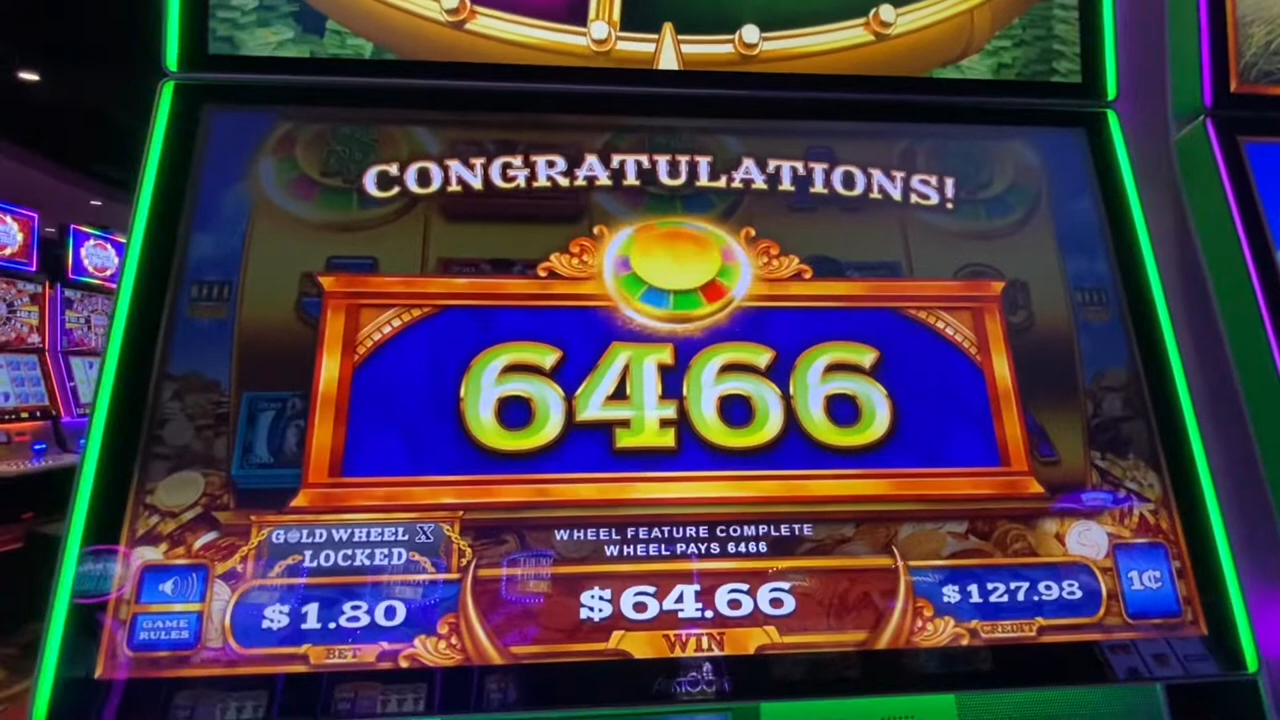 CONGRATULATIONS!
6466
GOLD WHEEL X
LOCKED
WHEEL FEATURE COMPLETE
WHEEL PAYS 6466
GAME
RULES
$1.80
BET
$64.66
WIN
$127.98
CREDIT
1¢